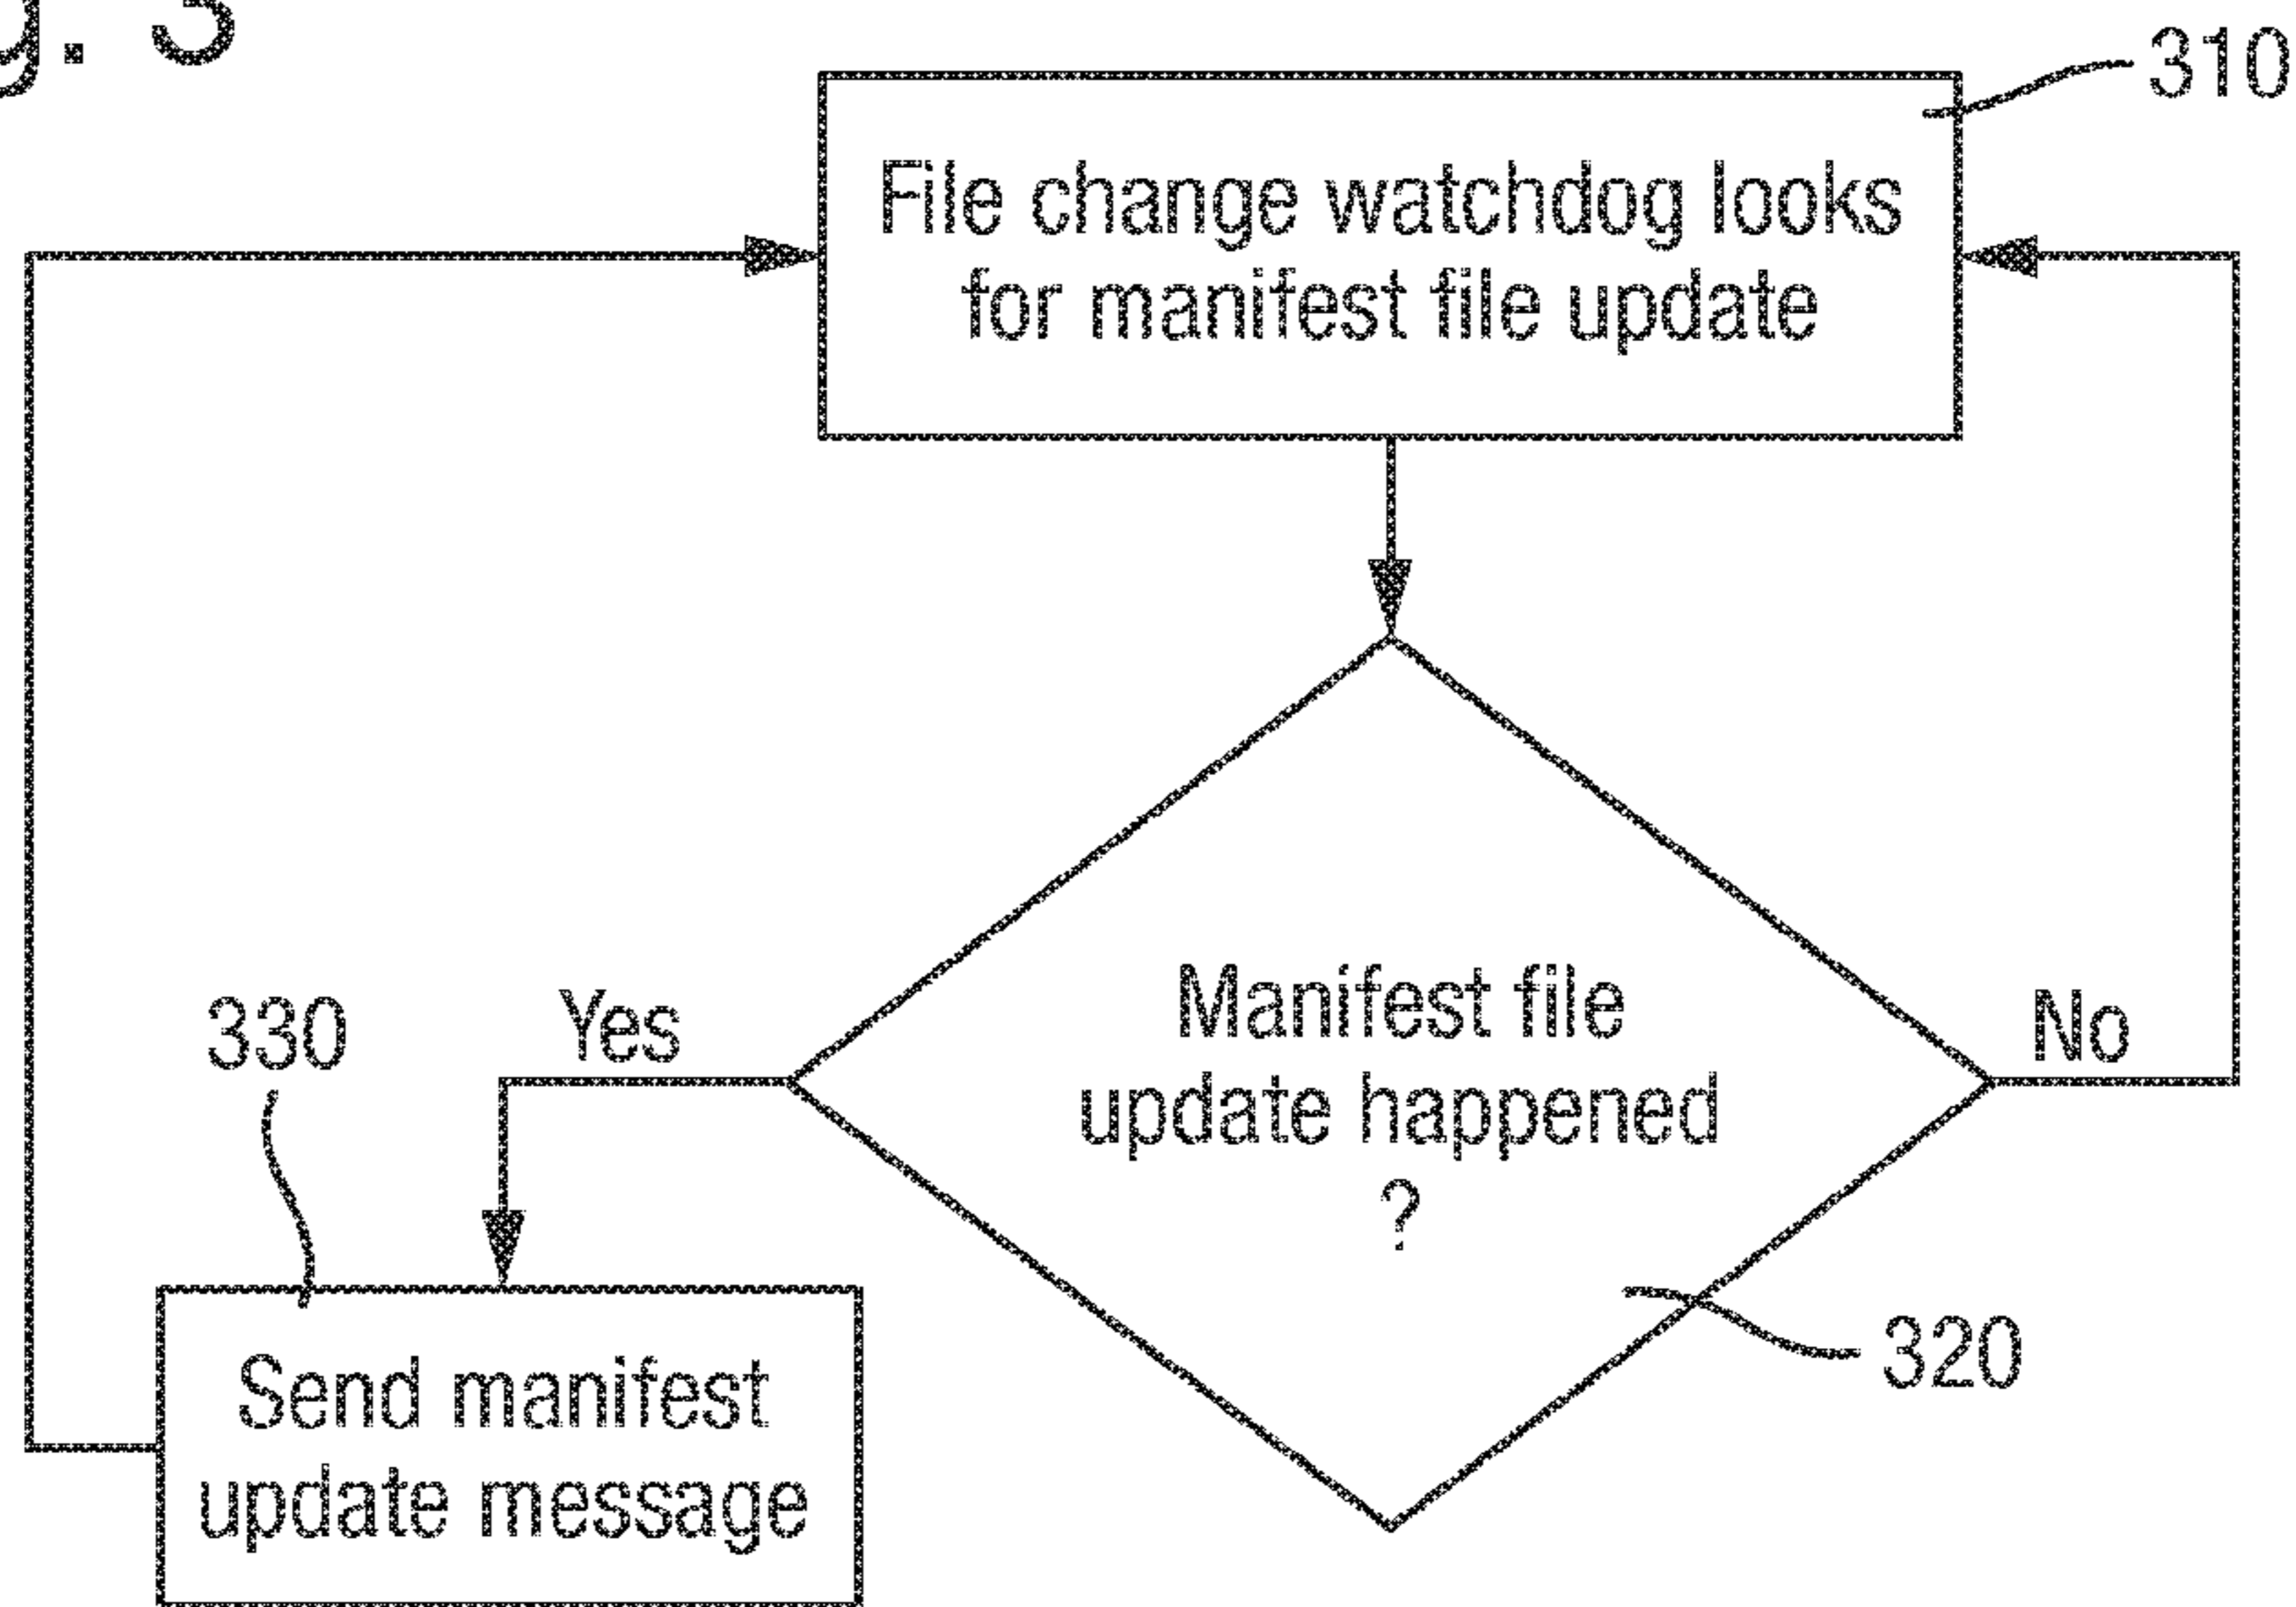 g. 3
310
File change watchdog looks
for manifest file update
Manifest file
update happened
?
Yes
No
330
320
Send manifest
update message